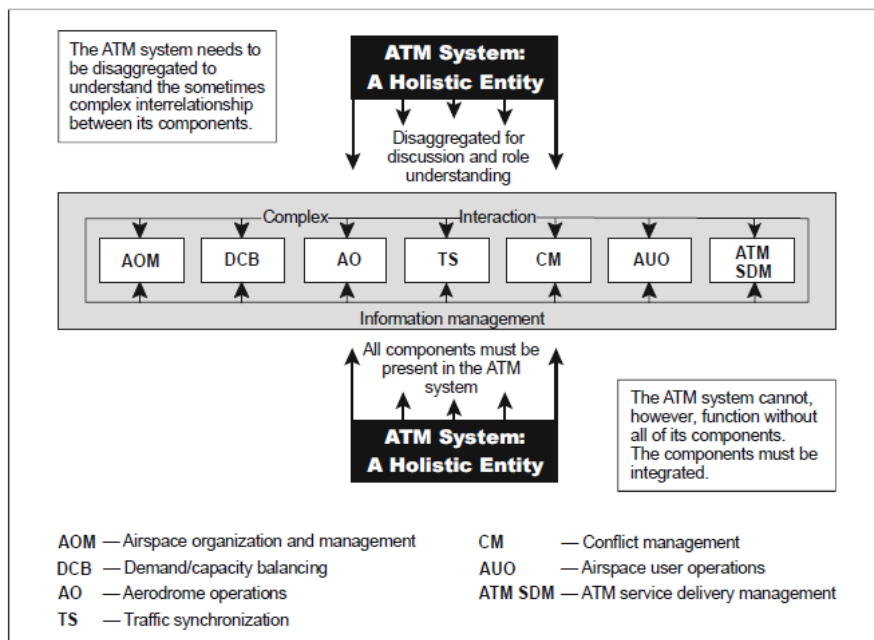 The ATM system needs to
be disaggregated to
understand the sometimes
complex interrelationship
between its components.
ATM System:
A Holistic Entity
Disaggregated for
discussion and role
understanding
Complex
Interaction
AOM
DCB
AO
TS
CM
AUO
ATM
SDM
Information management
All components must be
present in the ATM
system
ATM System:
A Holistic Entity
The ATM system cannot,
however, function without
all of its components.
The components must be
integrated.
AOM — Airspace organization and management
DCB — Demand/capacity balancing
AO — Aerodrome operations
TS — Traffic synchronization
CM — Conflict management
AUO — Airspace user operations
ATM SDM — ATM service delivery management